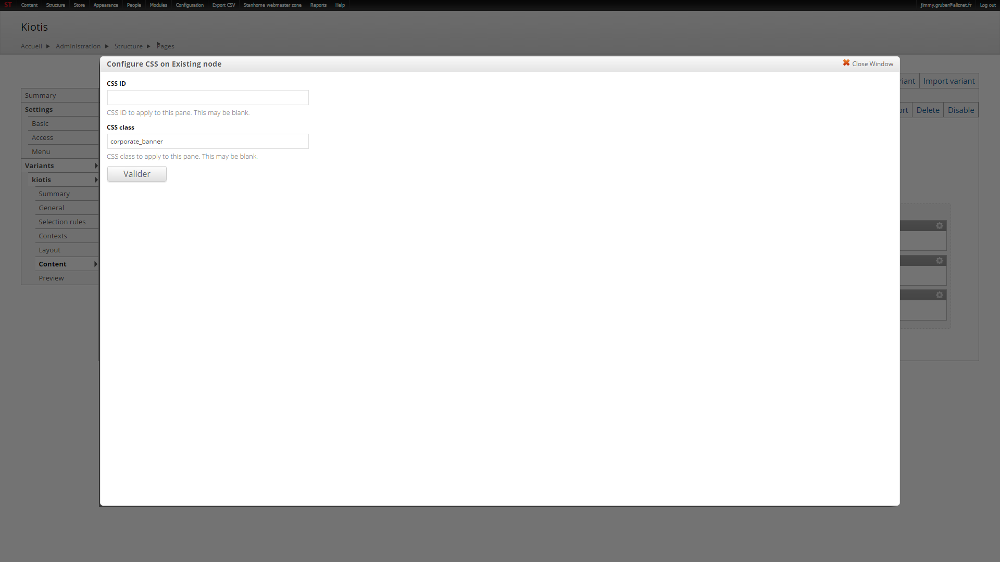 ST Content Structure Store Appearance People Modules Configuration Export CSV Stanhome webmaster zone Reports Help jimmy.gruber@aliznet.fr Log out
Kiotis
Accueil Administration Structure Pages
Configure CSS on Existing node
Close Window
CSS ID
CSS ID to apply to this pane. This may be blank.
CSS class
corporate_banner
CSS class to apply to this pane. This may be blank.
Valider
Import variant
Delete Disable
Summary
Settings
Basic
Access
Menu
Variants
kiotis
Summary
General
Selection rules
Contexts
Layout
Content
Preview